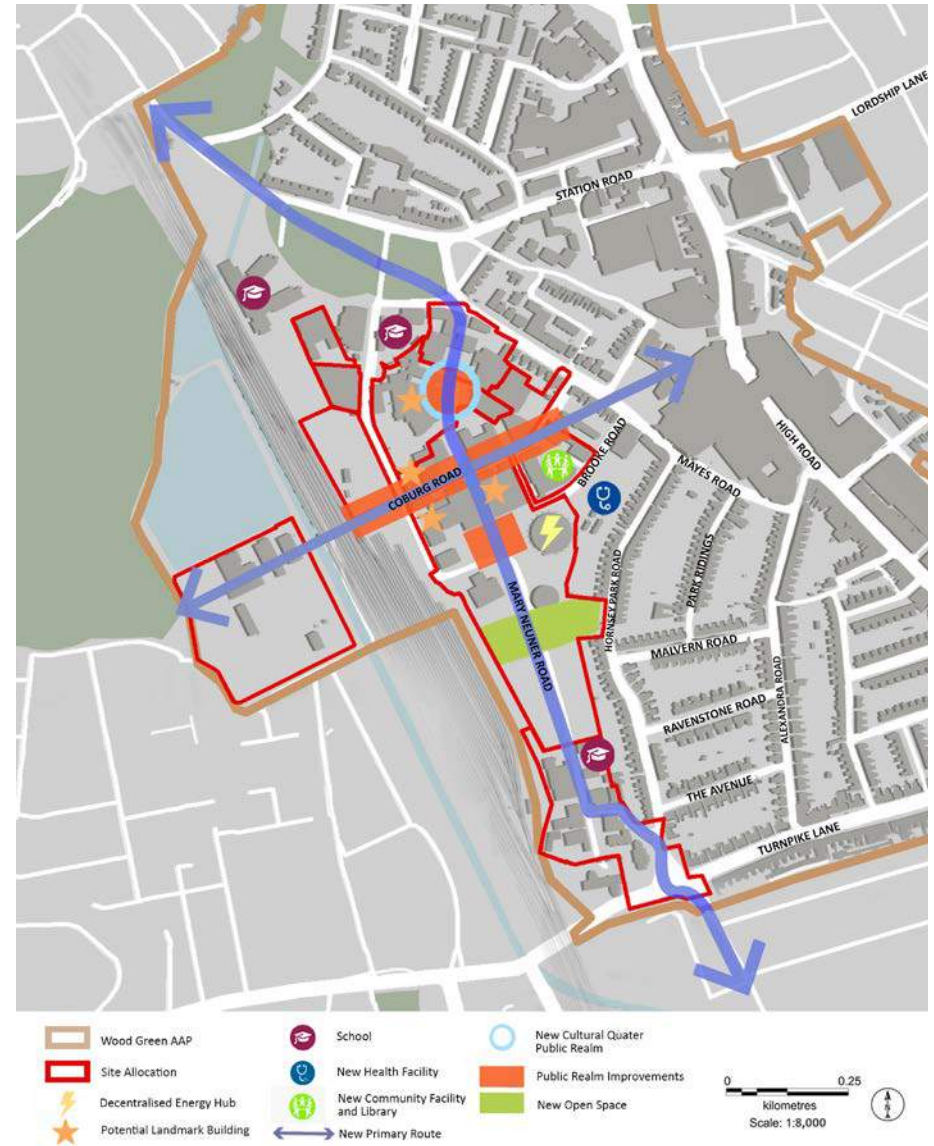 LORDSHIP LANE
STATION ROAD
HIGH ROAD
BROOKE ROAD
MAYES ROAD
COBURG ROAD
HORNSEY PARK ROAD
PARK RIDINGS
MARY NEUNER ROAD
MALVERN ROAD
ALEXANDRA ROAD
RAVENSTONE ROAD
THE AVENUE
TURNPIKE LANE
Wood Green AAP
Site Allocation
Decentralised Energy Hub
Potential Landmark Building
School
New Health Facility
New Community Facility
and Library
New Primary Route
New Cultural Quater
Public Realm
Public Realm Improvements
New Open Space
0 0.25
kilometres
Scale: 1:8,000
N